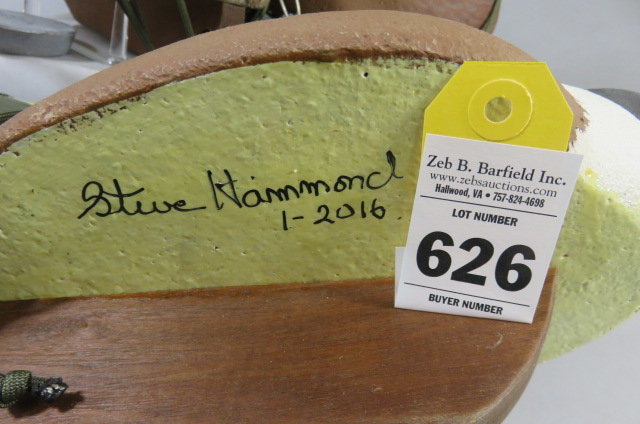 Steve Hammond
1-2016.
Zeb B. Barfield Inc.
www.zebsauctions.com
Hallwood, VA • 757-824-4698
LOT NUMBER
626
BUYER NUMBER